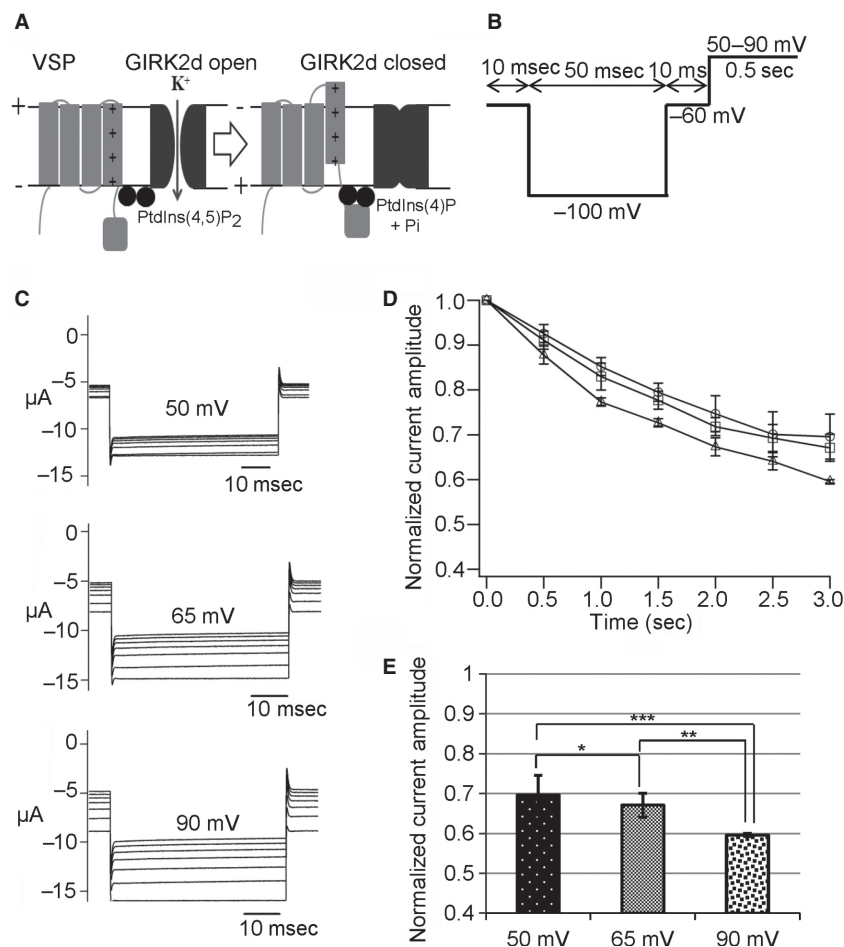 A
VSP
GIRK2d open
GIRK2d closed
K+
+
-
-
+
+
+
+
+
+
+
+
+
-
+
PtdIns(4,5)P2
PtdIns(4)P
+ Pi
B
50–90 mV
10 msec
50 msec
10 ms
0.5 sec
–60 mV
–100 mV
C
0
–5
μA
–10
–15
50 mV
10 msec
0
–5
μA
–10
–15
65 mV
10 msec
0
–5
μA
–10
–15
90 mV
10 msec
D
Normalized current amplitude
1.0
0.9
0.8
0.7
0.6
0.5
0.4
0.0 0.5 1.0 1.5 2.0 2.5 3.0
Time (sec)
E
Normalized current amplitude
1
0.9
0.8
0.7
0.6
0.5
0.4
***
**
*
50 mV 65 mV 90 mV